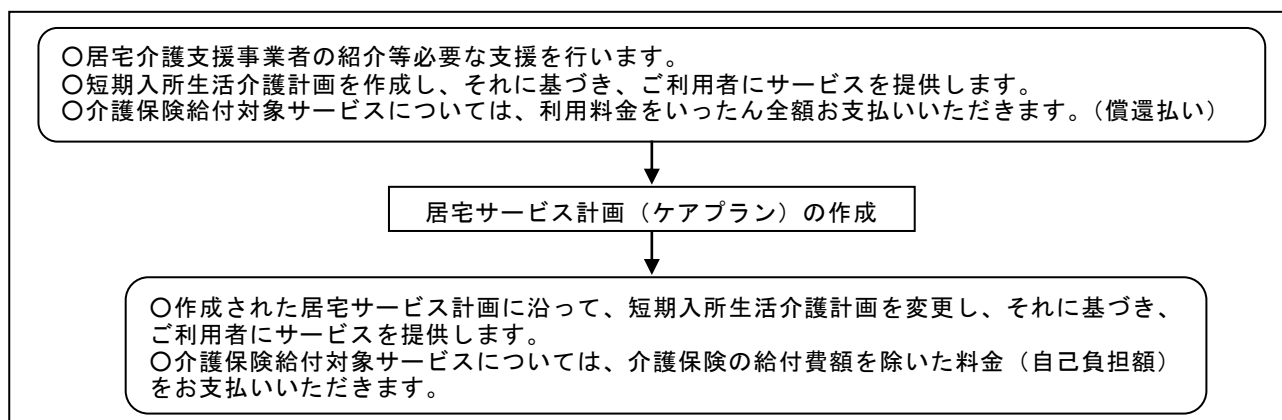 〇居宅介護支援事業者の紹介等必要な支援を行います。
〇短期入所生活介護計画を作成し、それに基づき、ご利用者にサービスを提供します。
〇介護保険給付対象サービスについては、利用料金をいったん全額お支払いいただきます。（償還払い）
居宅サービス計画（ケアプラン）の作成
〇作成された居宅サービス計画に沿って、短期入所生活介護計画を変更し、それに基づき、
ご利用者にサービスを提供します。
〇介護保険給付対象サービスについては、介護保険の給付費額を除いた料金（自己負担額）
をお支払いいただきます。